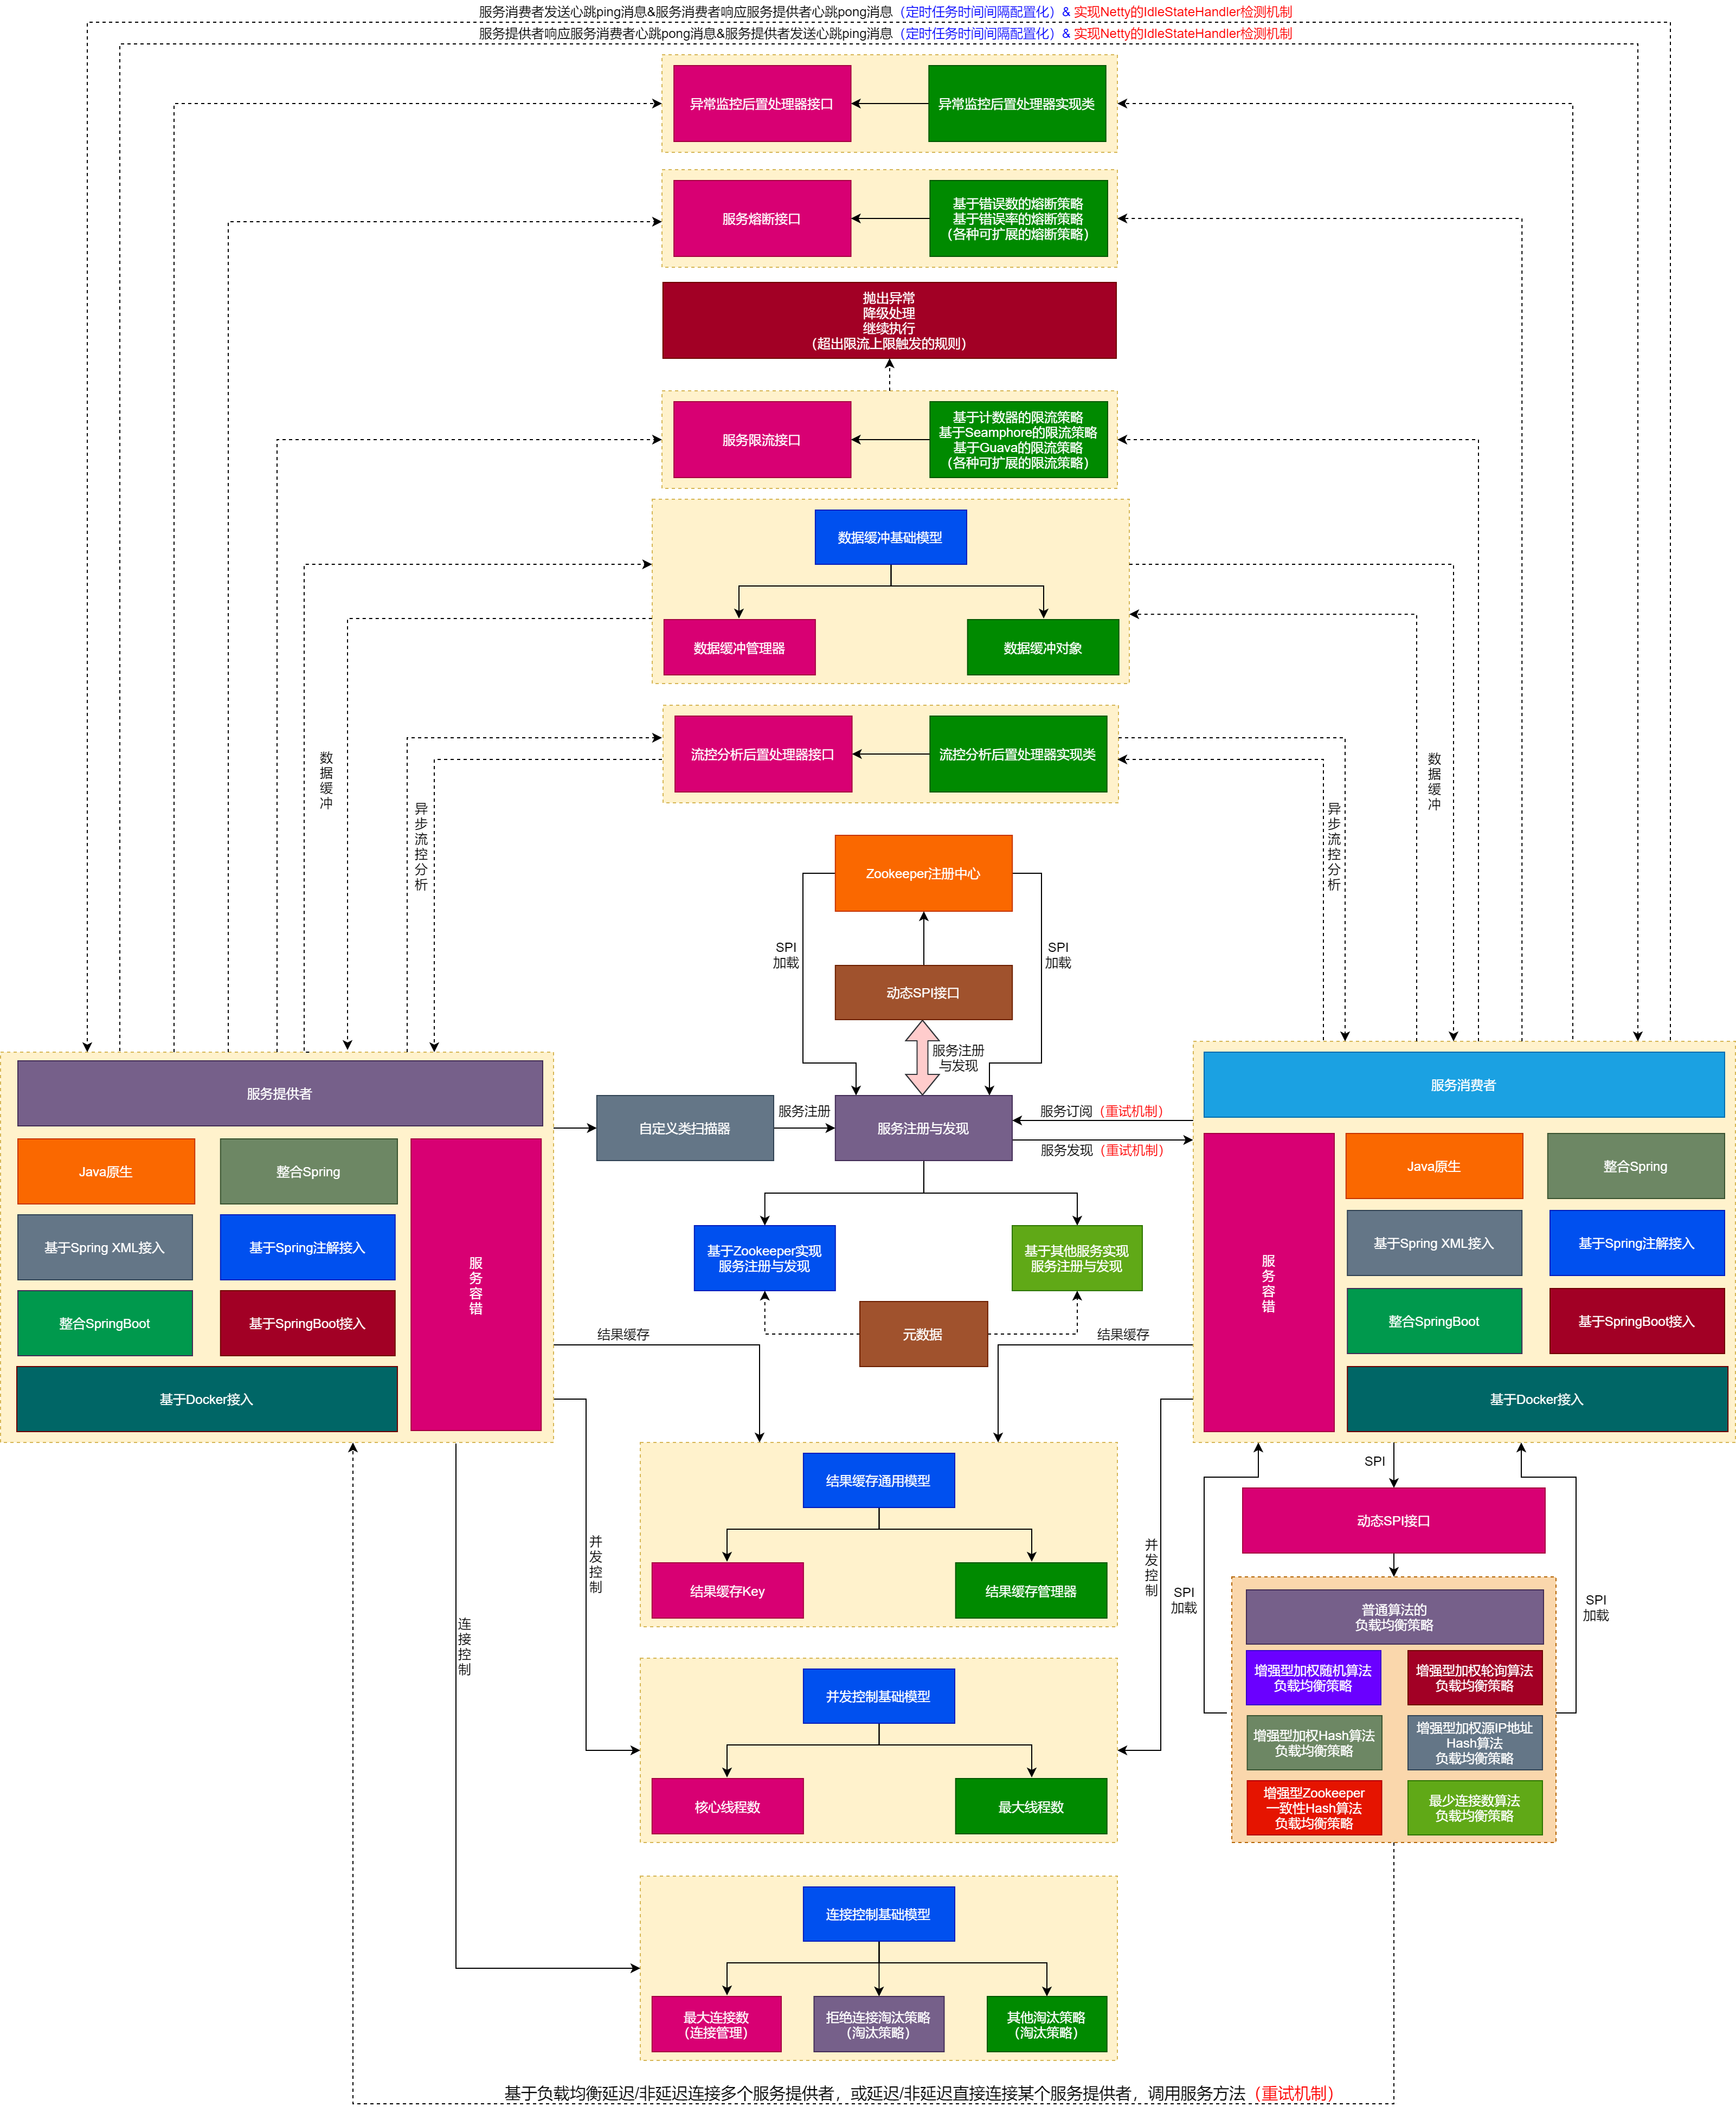 服务消费者发送心跳ping消息&服务消费者响应服务提供者心跳pong消息（定时任务时间间隔配置化）& 实现Netty的IdleStateHandler检测机制
服务提供者响应服务消费者心跳pong消息&服务提供者发送心跳ping消息（定时任务时间间隔配置化）& 实现Netty的IdleStateHandler检测机制
异常监控后置处理器接口
异常监控后置处理器实现类
服务熔断接口
基于错误数的熔断策略
基于错误率的熔断策略
（各种可扩展的熔断策略）
抛出异常
降级处理
继续执行
（超出限流上限触发的规则）
服务限流接口
基于计数器的限流策略
基于Seamphore的限流策略
基于Guava的限流策略
（各种可扩展的限流策略）
数据缓冲基础模型
数据缓冲管理器
数据缓冲对象
流控分析后置处理器接口
流控分析后置处理器实现类
数据缓冲
异步流控分析
异步流控分析
数据缓冲
Zookeeper注册中心
SPI
加载
SPI
加载
动态SPI接口
服务注册
与发现
服务提供者
Java原生
整合Spring
基于Spring XML接入
基于Spring注解接入
整合SpringBoot
基于SpringBoot接入
基于Docker接入
服务容错
自定义类扫描器
服务注册
服务注册与发现
服务订阅（重试机制）
服务发现（重试机制）
基于Zookeeper实现
服务注册与发现
基于其他服务实现
服务注册与发现
元数据
服务消费者
服务容错
Java原生
整合Spring
基于Spring XML接入
基于Spring注解接入
整合SpringBoot
基于SpringBoot接入
基于Docker接入
结果缓存
结果缓存
结果缓存通用模型
结果缓存Key
结果缓存管理器
并发控制
并发控制
连接控制
并发控制基础模型
核心线程数
最大线程数
连接控制基础模型
最大连接数
（连接管理）
拒绝连接淘汰策略
（淘汰策略）
其他淘汰策略
（淘汰策略）
SPI
动态SPI接口
SPI
加载
SPI
加载
普通算法的
负载均衡策略
增强型加权随机算法
负载均衡策略
增强型加权轮询算法
负载均衡策略
增强型加权Hash算法
负载均衡策略
增强型加权源IP地址
Hash算法
负载均衡策略
增强型Zookeeper
一致性Hash算法
负载均衡策略
最少连接数算法
负载均衡策略
基于负载均衡延迟/非延迟连接多个服务提供者，或延迟/非延迟直接连接某个服务提供者，调用服务方法（重试机制）